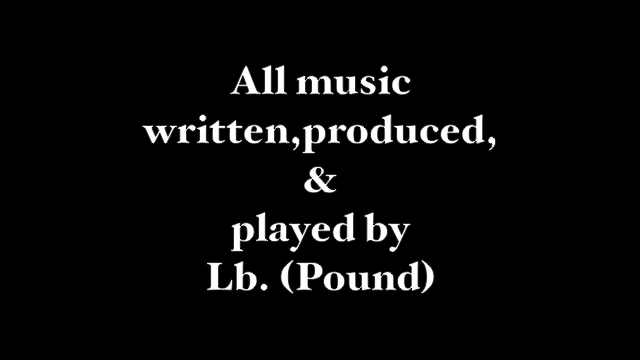 All music
written,produced,
&
played by
Lb. (Pound)